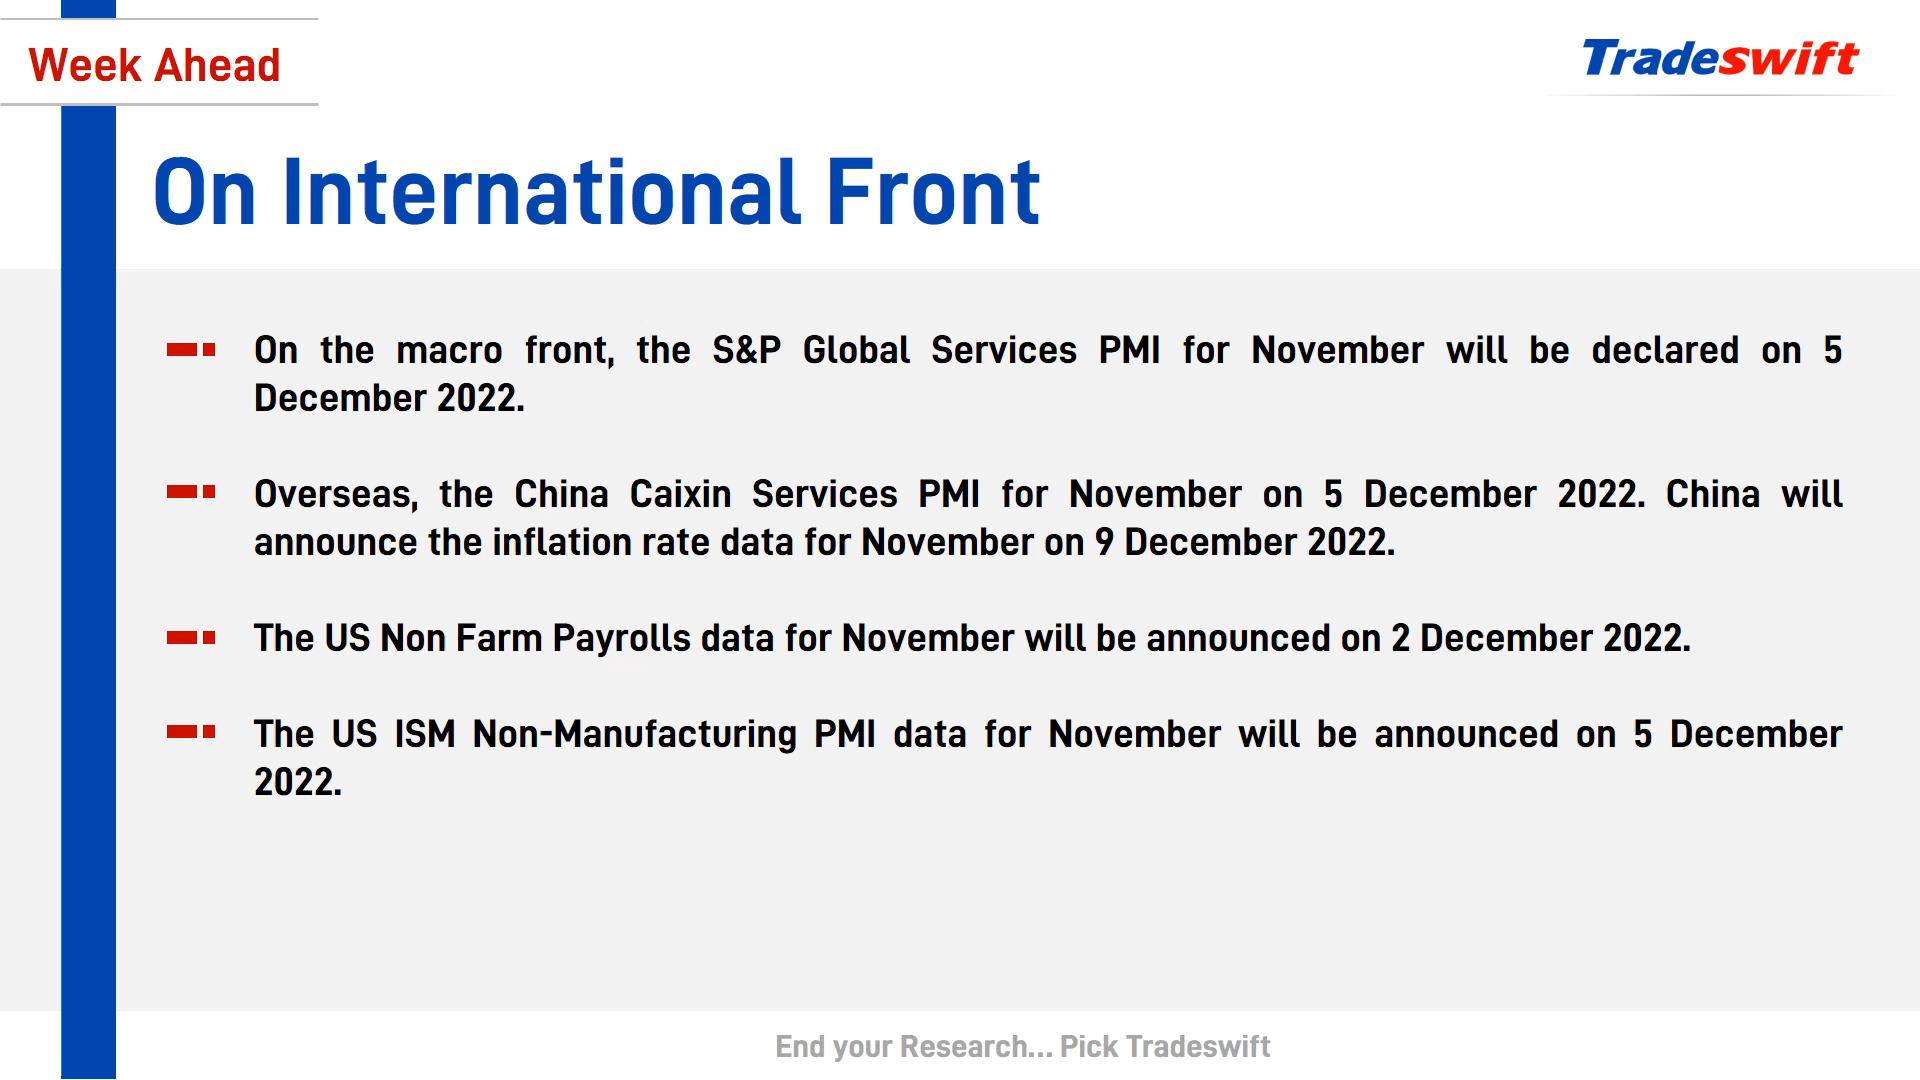 Week Ahead
Tradeswift
On International Front
On the macro front, the S&P Global Services PMI for November will be declared on 5
December 2022.
Overseas, the China Caixin Services PMI for November on 5 December 2022. China will
announce the inflation rate data for November on 9 December 2022.
The US Non Farm Payrolls data for November will be announced on 2 December 2022.
The US ISM Non-Manufacturing PMI data for November will be announced on 5 December
2022.
End your Research... Pick Tradeswift